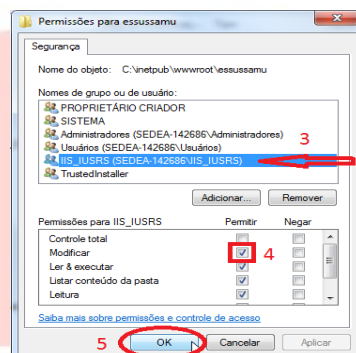 Permissões para essussamu
Segurança
Nome do objeto: C:\inetpub\wwwroot\essussamu
Nomes de grupo ou de usuário:
PROPRIETÁRIO CRIADOR
SISTEMA
Administradores (SEDEA-142686\Administradores)
3
Usuários (SEDEA-142686\Usuários)
IIS_IUSRS (SEDEA-142686\IIS_IUSRS)
TrustedInstaller
Adicionar... Remover
Permissões para IIS_IUSRS Permitir Negar
Controle total
Modificar 4
Ler & executar
Listar conteúdo da pasta
Leitura
Saiba mais sobre permissões e controle de acesso
5 OK Cancelar Aplicar